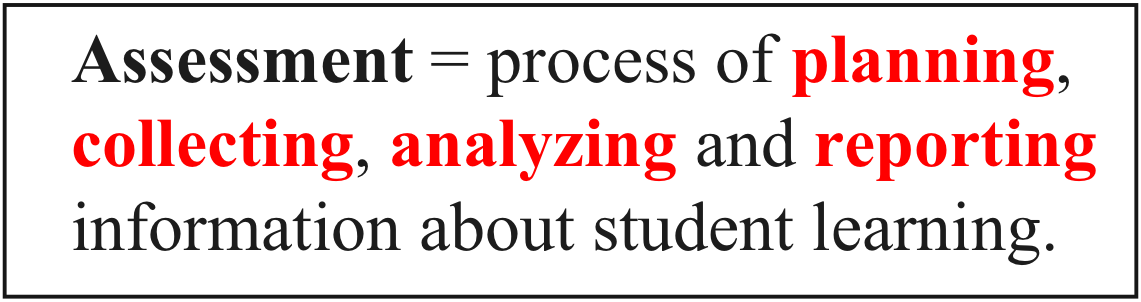 Assessment = process of planning,
collecting, analyzing and reporting
information about student learning.